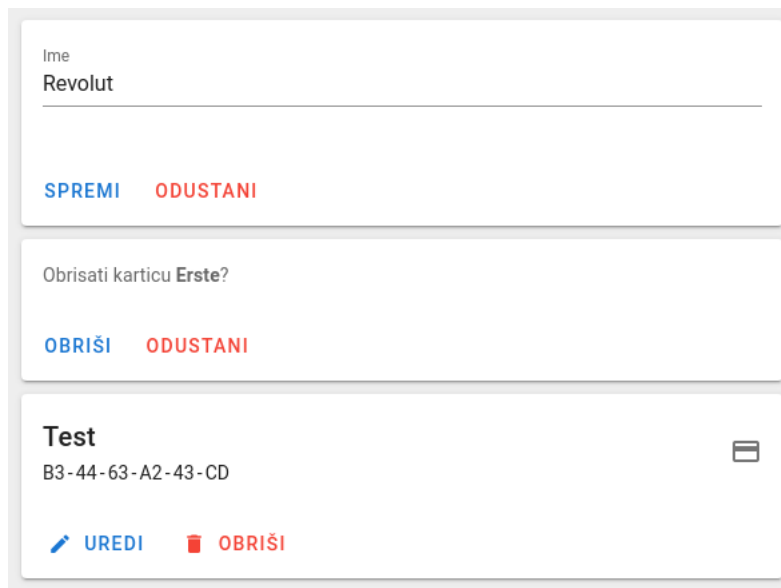 Ime
Revolut
SPREMI ODUSTANI
Obrisati karticu Erste?
OBRIŠI ODUSTANI
Test
B3-44-63-A2-43-CD
UREDI OBRIŠI